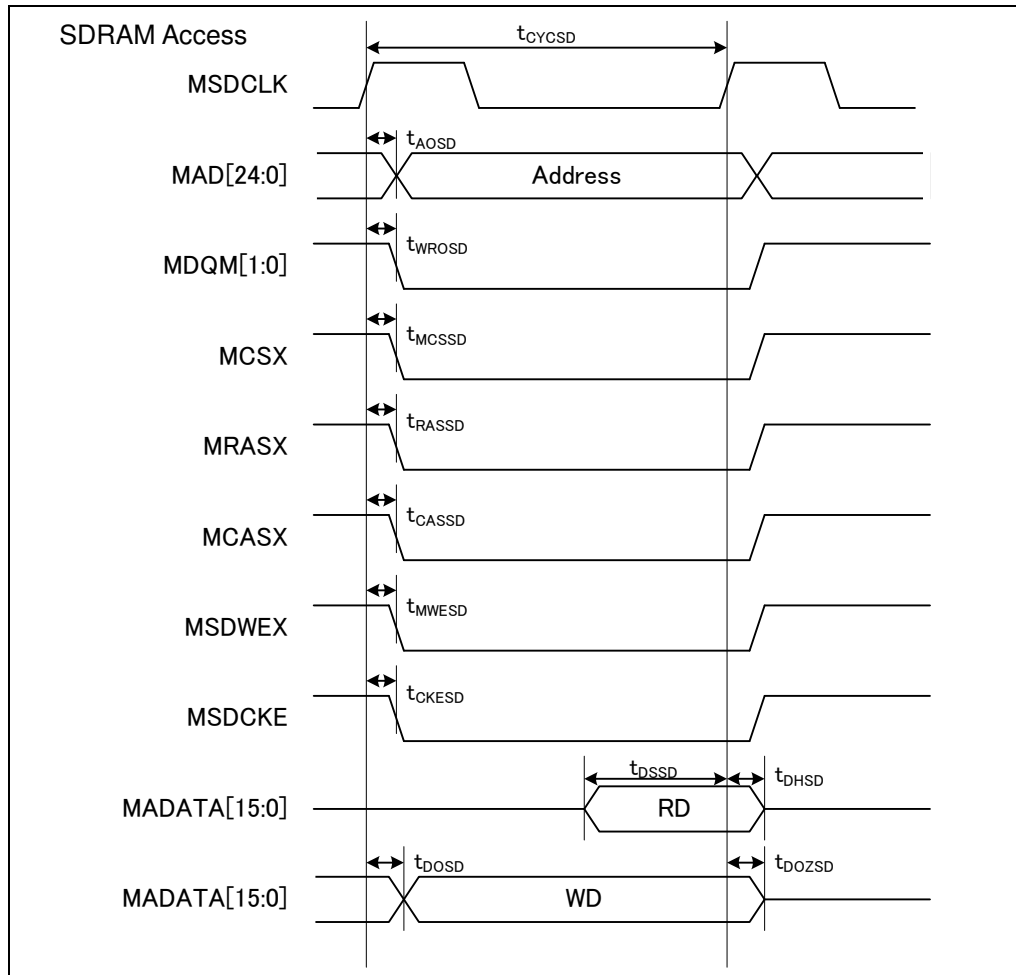 SDRAM Access
tCYCSD
MSDCLK
tAOSD
MAD[24:0]
Address
tWROSD
MDQM[1:0]
tMCSSD
MCSX
tRASSD
MRASX
tCASSD
MCASX
tMWESD
MSDWEX
tCKESD
MSDCKE
tDSSD
tDHSD
MADATA[15:0]
RD
tDOSD
tDOZSD
MADATA[15:0]
WD